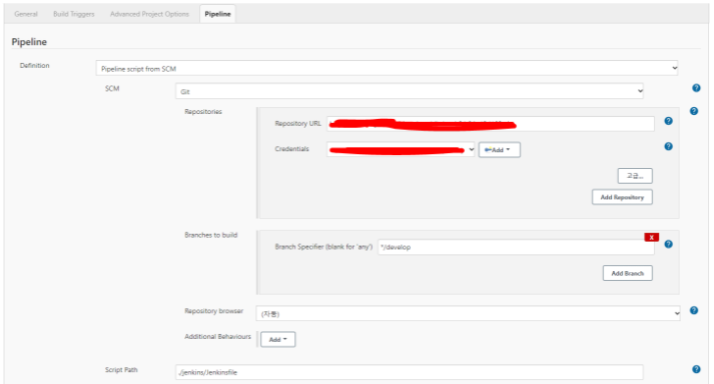 General Build Triggers Advanced Project Options Pipeline
Pipeline
Definition Pipeline script from SCM
SCM Git
Repositories
Repository URL
Credentials Add
고급...
Add Repository
Branches to build
Branch Specifier (blank for 'any') */develop
X
Add Branch
Repository browser (자동)
Additional Behaviours Add
Script Path ./jenkins/Jenkinsfile